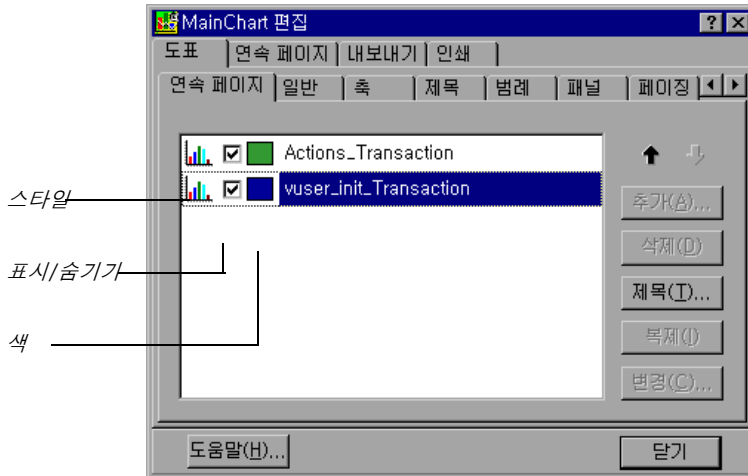 MainChart 편집
도표 연속 페이지 내보내기 인쇄
연속 페이지 일반 축 제목 범례 패널 페이징
Actions_Transaction
vuser_init_Transaction
스타일
표시/숨기기
색
추가(A)...
삭제(D)
제목(T)...
복제(I)
변경(C)...
도움말(H)...
닫기